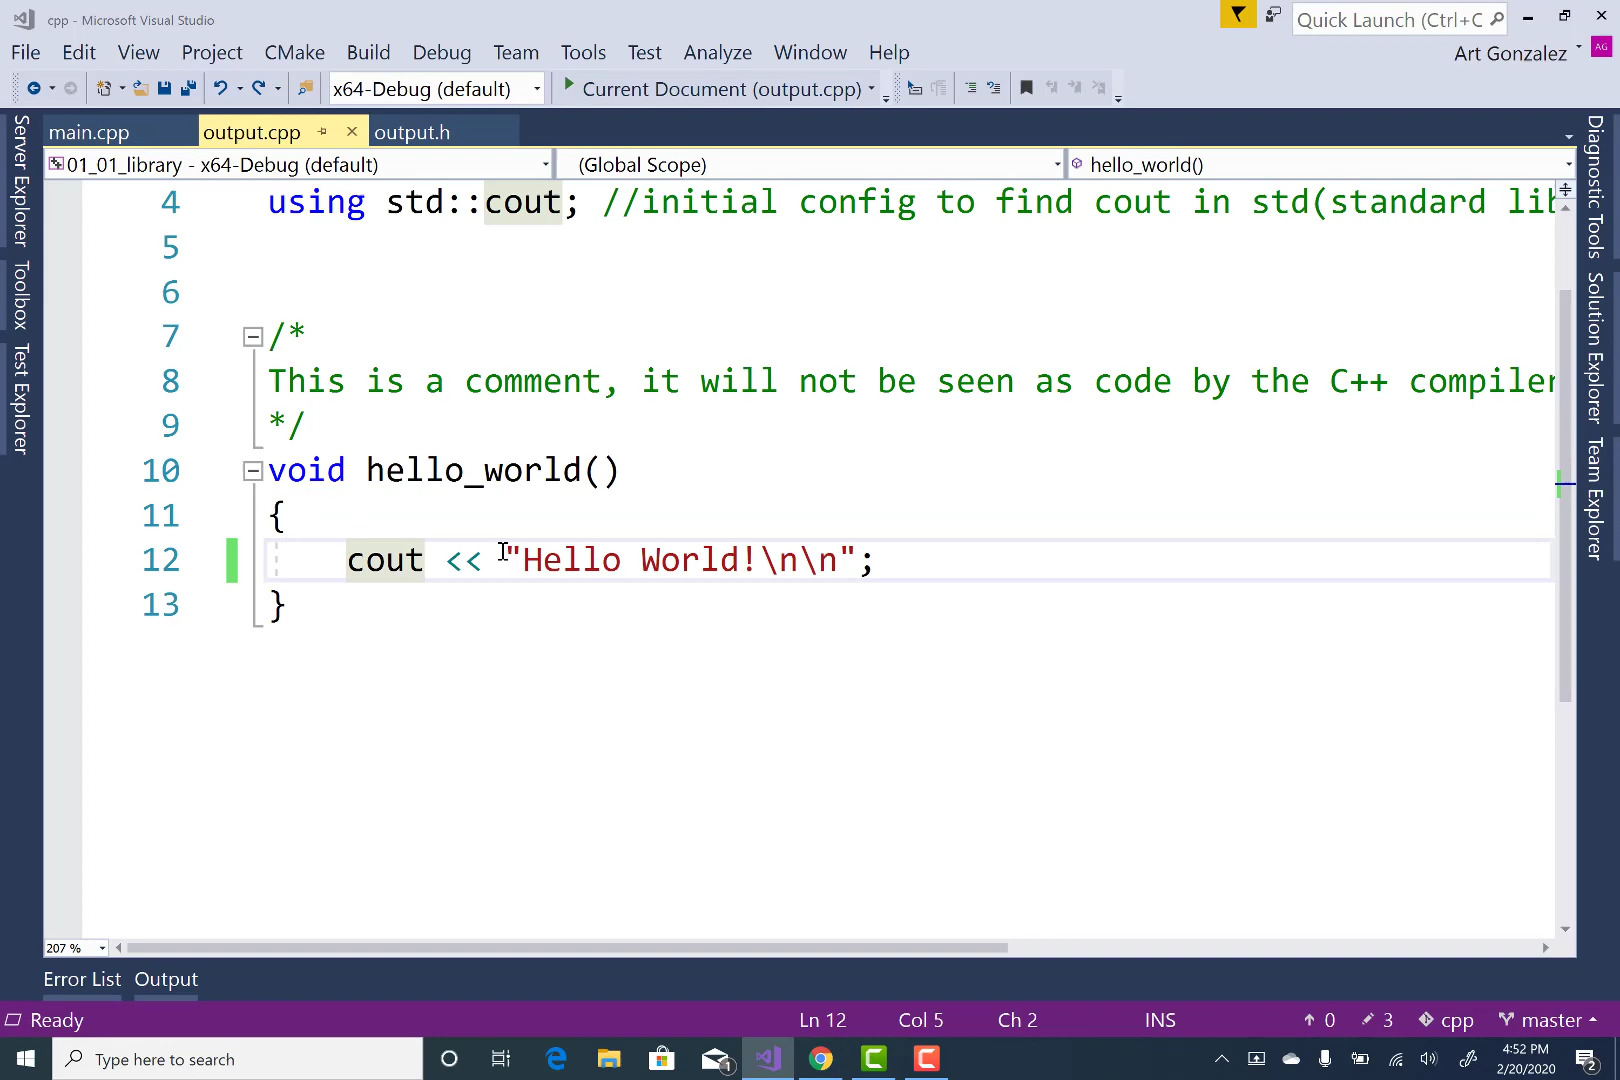 cpp - Microsoft Visual Studio
Quick Launch (Ctrl+C
File Edit View Project CMake Build Debug Team Tools Test Analyze Window Help
Art Gonzalez AG
x64-Debug (default) Current Document (output.cpp)
main.cpp output.cpp output.h
01_01_library - x64-Debug (default) (Global Scope) hello_world()
Server Explorer
Toolbox
Test Explorer
4 using std::cout; //initial config to find cout in std(standard lib
5
6
7 /*
8 This is a comment, it will not be seen as code by the C++ compiler
9 */
10 void hello_world()
11 {
12 cout << "Hello World!\n\n";
13 }
Diagnostic Tools
Solution Explorer
Team Explorer
207 %
Error List Output
Ready Ln 12 Col 5 Ch 2 INS 0 3 cpp master
Type here to search
1
4:52 PM
2/20/2020
2